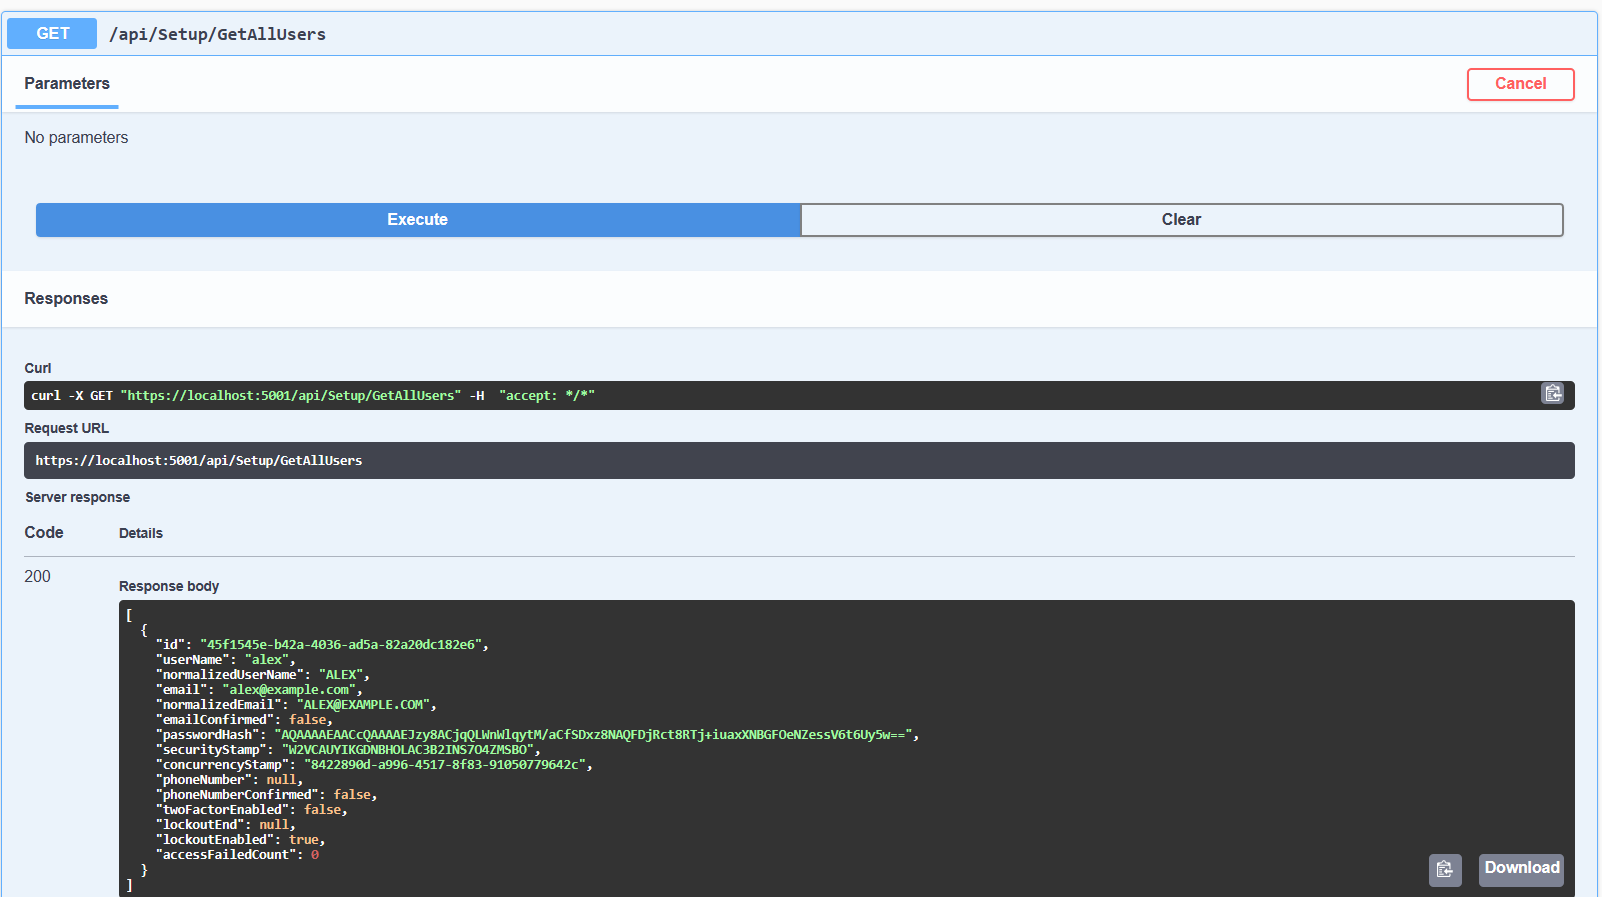 GET /api/Setup/GetAllUsers
Parameters
Cancel
No parameters
Execute
Clear
Responses
Curl
curl -X GET "https://localhost:5001/api/Setup/GetAllUsers" -H  "accept: */*"
Request URL
https://localhost:5001/api/Setup/GetAllUsers
Server response
Code Details
200
Response body
[
  {
    "id": "45f1545e-b42a-4036-ad5a-82a20dc182e6",
    "userName": "alex",
    "normalizedUserName": "ALEX",
    "email": "alex@example.com",
    "normalizedEmail": "ALEX@EXAMPLE.COM",
    "emailConfirmed": false,
    "passwordHash": "AQAAAAEAACcQAAAAEJzy8ACjqQLWnWlqytM/aCfSDxz8NAQFDjRct8RTj+iuaxXNBGFOeNZessV6t6Uy5w==",
    "securityStamp": "W2VCAUYIKGDNBHOLAC3B2INS7O4ZMSBO",
    "concurrencyStamp": "8422890d-a996-4517-8f83-91050779642c",
    "phoneNumber": null,
    "phoneNumberConfirmed": false,
    "twoFactorEnabled": false,
    "lockoutEnd": null,
    "lockoutEnabled": true,
    "accessFailedCount": 0
  }
]
Download